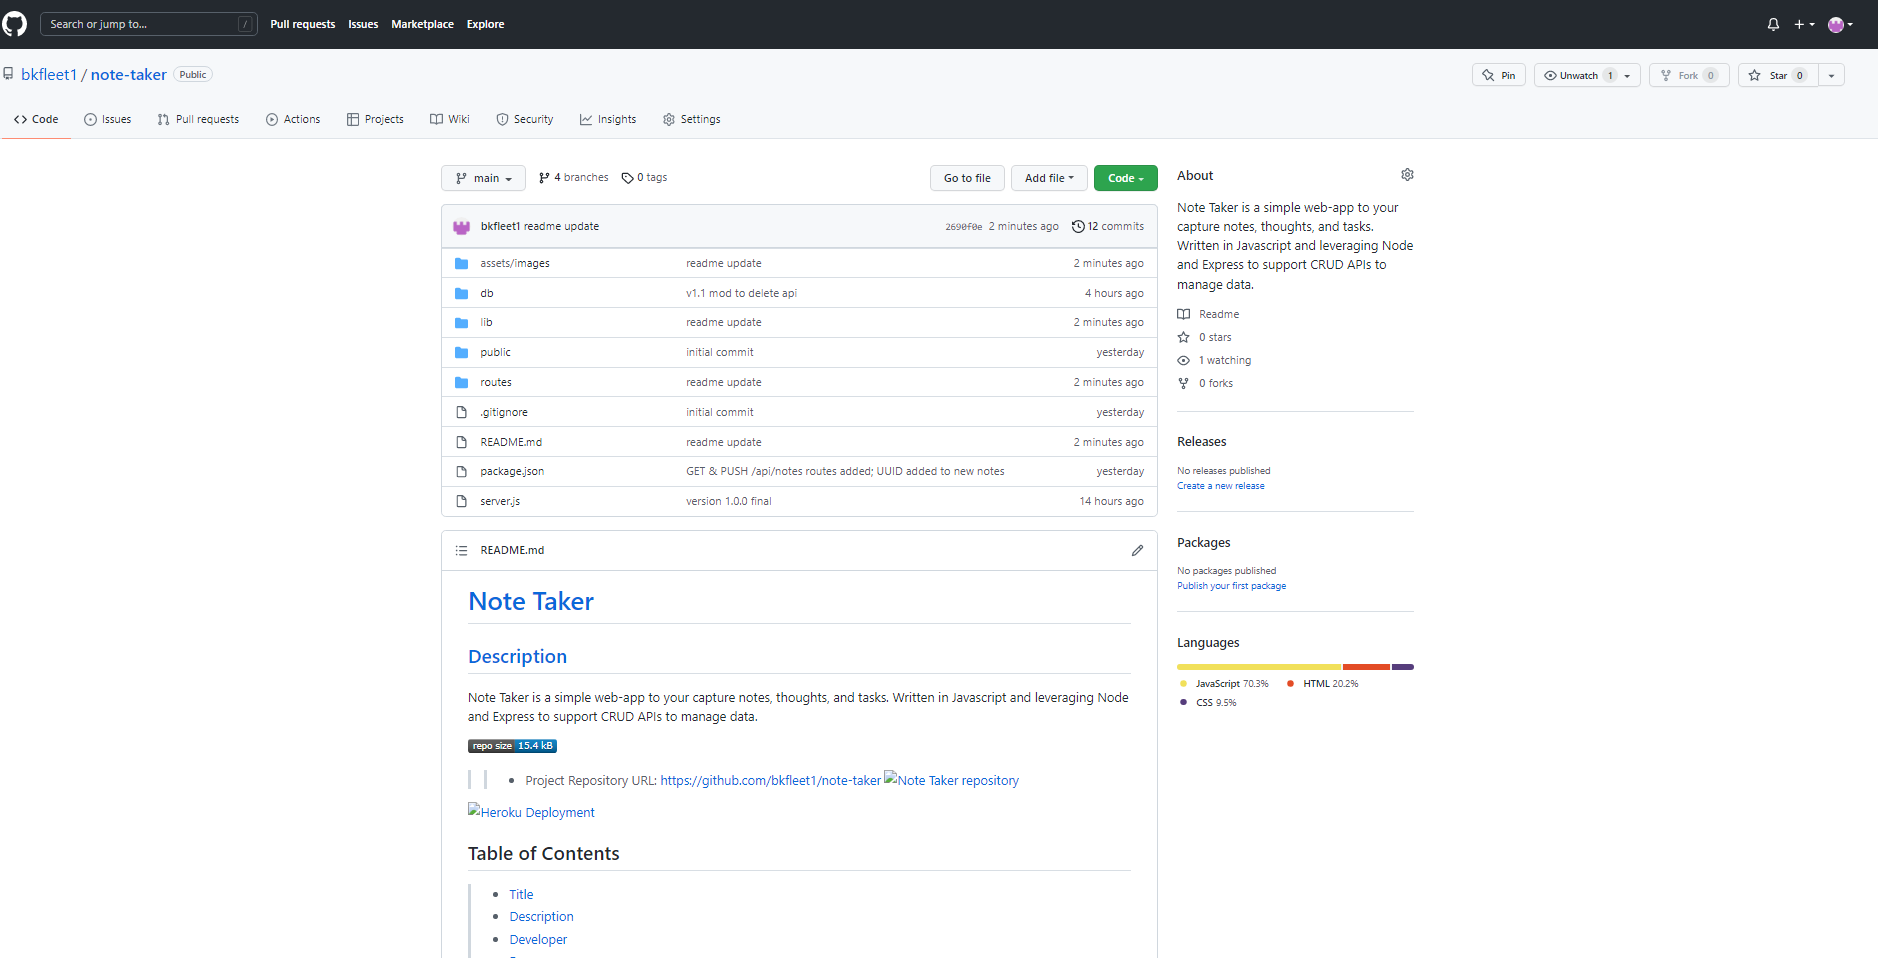 Search or jump to... /
Pull requests Issues Marketplace Explore
bkfleet1 / note-taker Public
Pin Unwatch 1 Fork 0 Star 0
Code Issues Pull requests Actions Projects Wiki Security Insights Settings
main 4 branches 0 tags Go to file Add file Code
bkfleet1 readme update 2690f0e 2 minutes ago 12 commits
assets/images readme update 2 minutes ago
db v1.1 mod to delete api 4 hours ago
lib readme update 2 minutes ago
public initial commit yesterday
routes readme update 2 minutes ago
.gitignore initial commit yesterday
README.md readme update 2 minutes ago
package.json GET & PUSH /api/notes routes added; UUID added to new notes yesterday
server.js version 1.0.0 final 14 hours ago
README.md
Note Taker
Description
Note Taker is a simple web-app to your capture notes, thoughts, and tasks. Written in Javascript and leveraging Node
and Express to support CRUD APIs to manage data.
repo size 15.4 kB
Project Repository URL: https://github.com/bkfleet1/note-taker Note Taker repository
Heroku Deployment
Table of Contents
Title
Description
Developer
About
Note Taker is a simple web-app to your
capture notes, thoughts, and tasks.
Written in Javascript and leveraging Node
and Express to support CRUD APIs to
manage data.
Readme
0 stars
1 watching
0 forks
Releases
No releases published
Create a new release
Packages
No packages published
Publish your first package
Languages
JavaScript 70.3% HTML 20.2%
CSS 9.5%